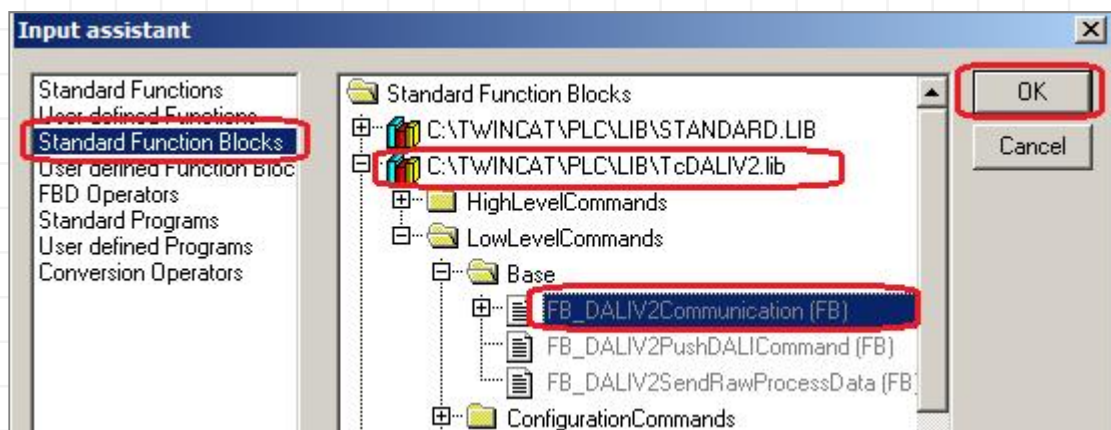 Input assistant
Standard Functions
User defined Functions
Standard Function Blocks
User defined Function Bloc
FBD Operators
Standard Programs
User defined Programs
Conversion Operators
Standard Function Blocks
C:\TWINCAT\PLC\LIB\STANDARD.LIB
C:\TWINCAT\PLC\LIB\TcDALIV2.lib
HighLevelCommands
LowLevelCommands
Base
FB_DALIV2Communication (FB)
FB_DALIV2PushDALICommand (FB)
FB_DALIV2SendRawProcessData (FB
ConfigurationCommands
OK
Cancel